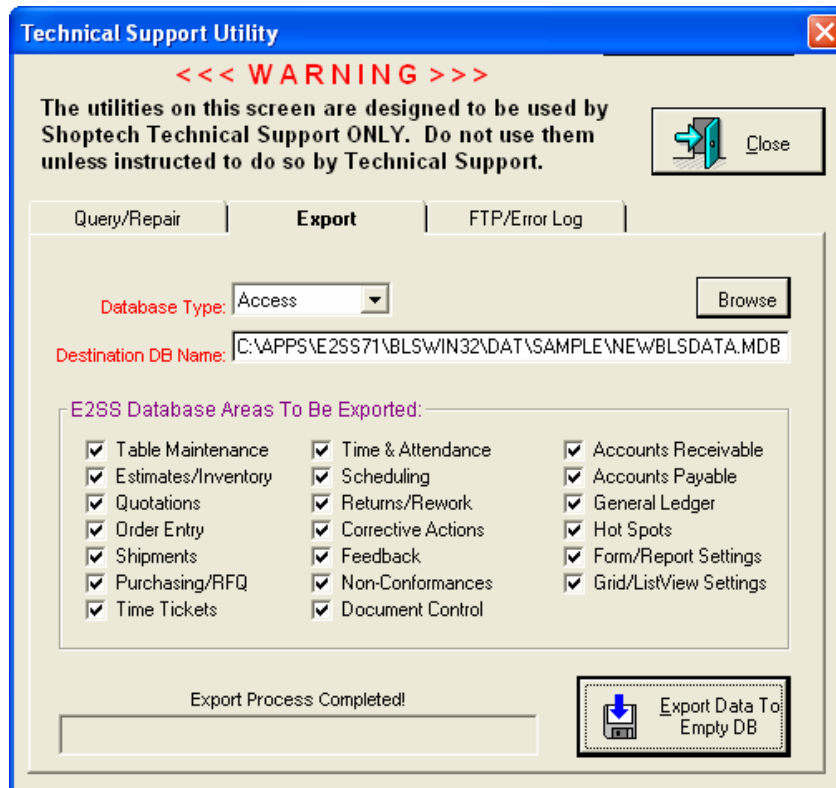 Technical Support Utility
< < < WARNING > > >
The utilities on this screen are designed to be used by
Shoptech Technical Support ONLY. Do not use them
unless instructed to do so by Technical Support.
Close
Query/Repair
Export
FTP/Error Log
Database Type:
Access
Browse
Destination DB Name:
C:\APPS\E2SS71\BLSWIN32\DAT\SAMPLE\NEWBLSDATA.MDB
E2SS Database Areas To Be Exported:
Table Maintenance
Estimates/Inventory
Quotations
Order Entry
Shipments
Purchasing/RFQ
Time Tickets
Time & Attendance
Scheduling
Returns/Rework
Corrective Actions
Feedback
Non-Conformances
Document Control
Accounts Receivable
Accounts Payable
General Ledger
Hot Spots
Form/Report Settings
Grid/ListView Settings
Export Process Completed!
Export Data To
Empty DB